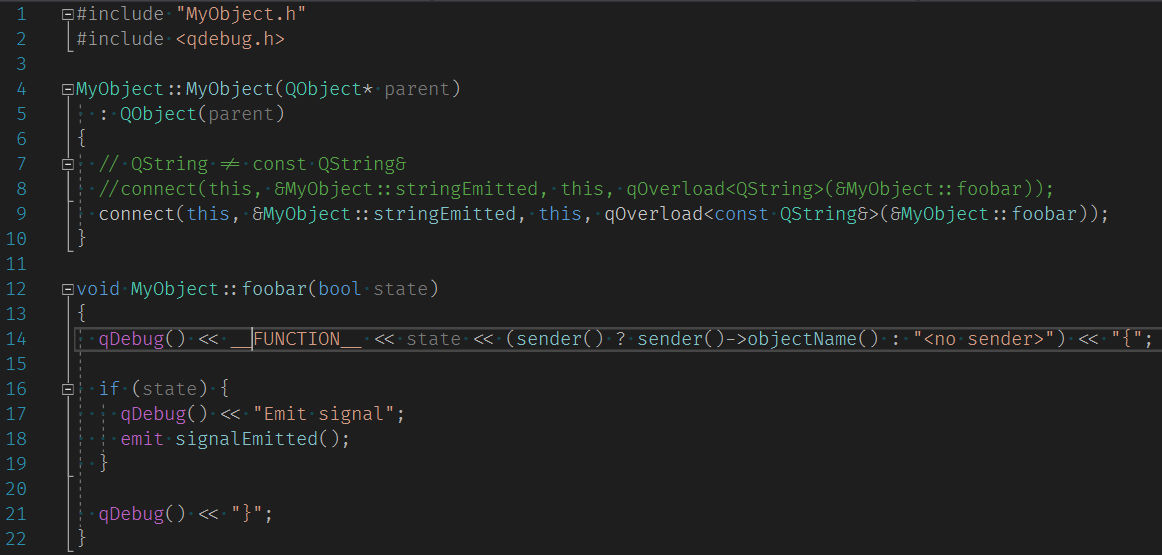 1 #include "MyObject.h"
2 #include <qdebug.h>
3
4 MyObject::MyObject(QObject* parent)
5 : QObject(parent)
6 {
7 // QString ≠ const QString&
8 //connect(this, &MyObject::stringEmitted, this, qOverload<QString>(&MyObject::foobar));
9 connect(this, &MyObject::stringEmitted, this, qOverload<const QString&>(&MyObject::foobar));
10 }
11
12 void MyObject::foobar(bool state)
13 {
14 qDebug() << __FUNCTION__ << state << (sender() ? sender()->objectName() : "<no sender>") << "{";
15
16 if (state) {
17 qDebug() << "Emit signal";
18 emit signalEmitted();
19 }
20
21 qDebug() << "}";
22 }